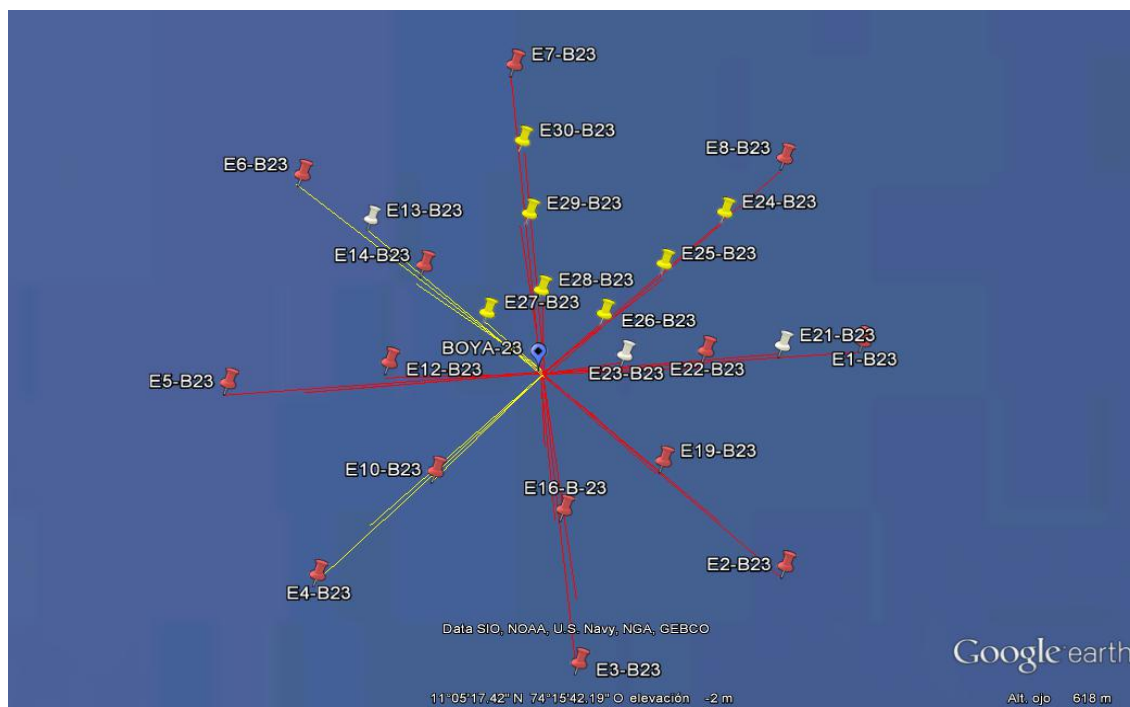 E7-B23
E30-B23
E8-B23
E6-B23
E13-B23
E29-B23
E24-B23
E14-B23
E25-B23
E28-B23
E27-B23
E26-B23
BOYA-23
E21-B23
E1-B23
E12-B23
E23-B23
E22-B23
E5-B23
E19-B23
E10-B23
E16-B-23
E2-B23
E4-B23
Data SIO, NOAA, U.S. Navy, NGA, GEBCO
E3-B23
Google earth
11°05'17.42" N 74°15'42.19" O elevación -2 m Alt. ojo 618 m